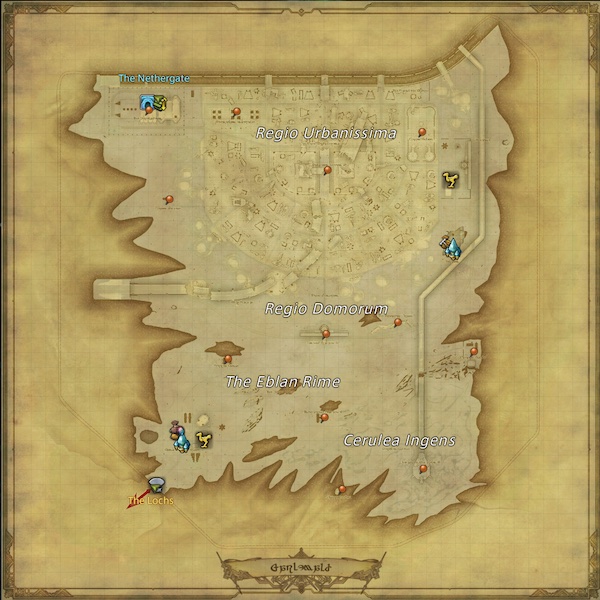 The Nethergate
Regio Urbanissima
Regio Domorum
The Eblan Rime
Cerulea Ingens
The Lochs